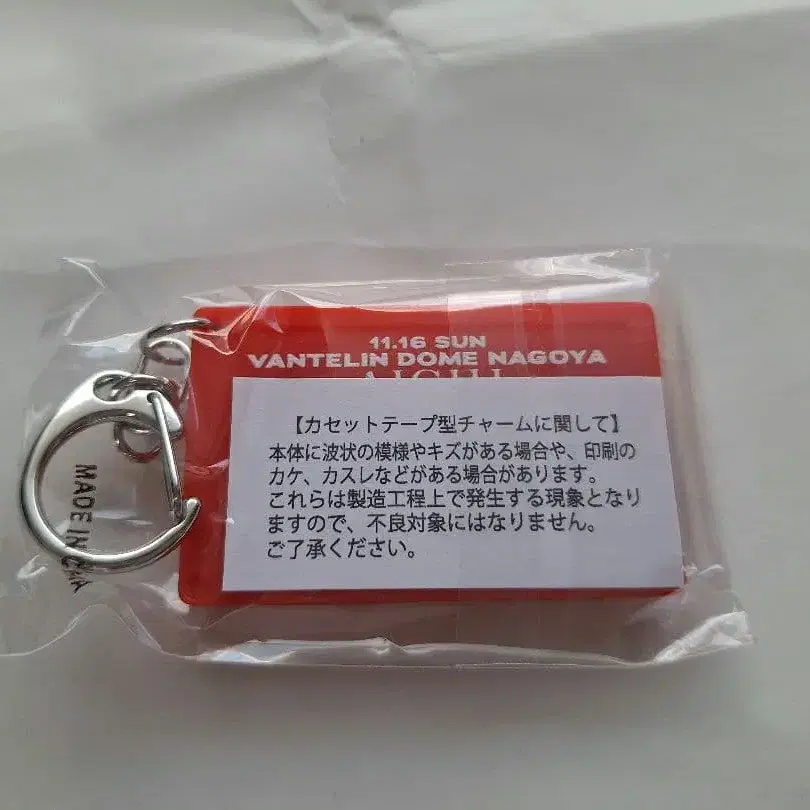 11.16 SUN
VANTELIN DOME NAGOYA
AICHI
【カセットテープ型チャームに関して】
本体に波状の模様やキズがある場合や、印刷の
カケ、カスレなどがある場合があります。
これらは製造工程上で発生する現象となり
ますので、不良対象にはなりません。
ご了承ください。
MADE IN